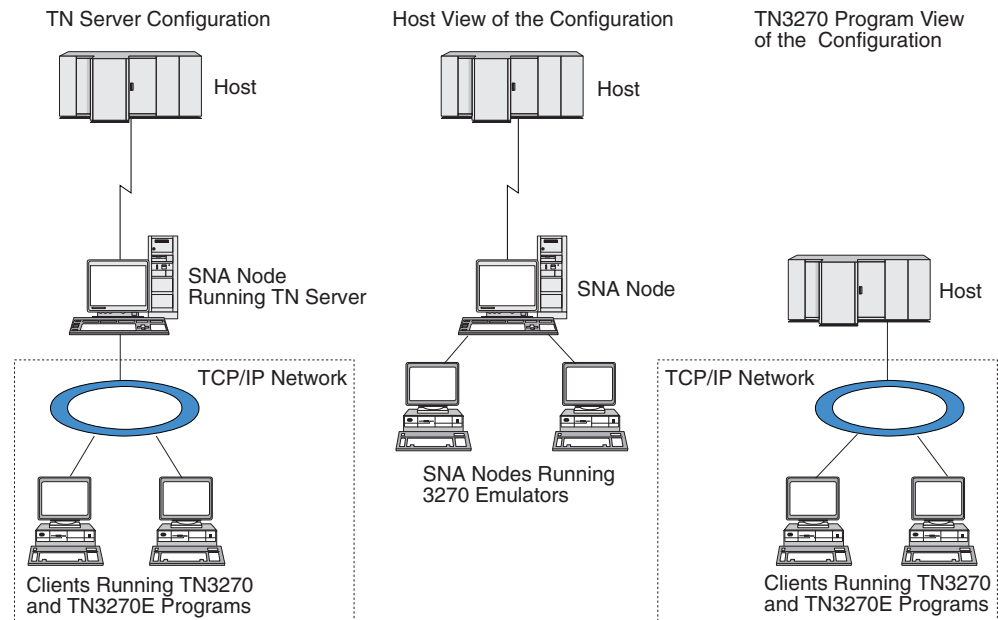 TN Server Configuration
Host
SNA Node
Running TN Server
TCP/IP Network
Clients Running TN3270
and TN3270E Programs
Host View of the Configuration
Host
SNA Node
SNA Nodes Running
3270 Emulators
TN3270 Program View
of the Configuration
Host
TCP/IP Network
Clients Running TN3270
and TN3270E Programs